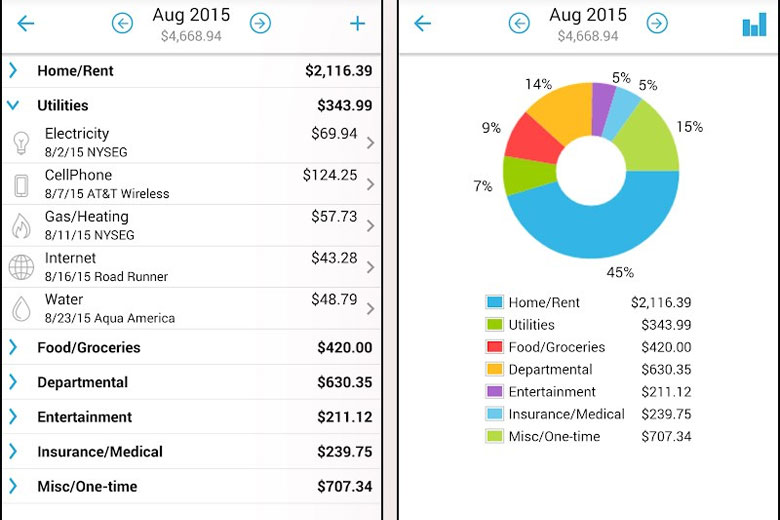 Aug 2015
$4,668.94
Home/Rent $2,116.39
Utilities $343.99
Electricity $69.94
8/2/15 NYSEG
CellPhone $124.25
8/7/15 AT&T Wireless
Gas/Heating $57.73
8/11/15 NYSEG
Internet $43.28
8/16/15 Road Runner
Water $48.79
8/23/15 Aqua America
Food/Groceries $420.00
Departmental $630.35
Entertainment $211.12
Insurance/Medical $239.75
Misc/One-time $707.34
Aug 2015
$4,668.94
14% 5% 5%
9% 15%
7%
45%
Home/Rent $2,116.39
Utilities $343.99
Food/Groceries $420.00
Departmental $630.35
Entertainment $211.12
Insurance/Medical $239.75
Misc/One-time $707.34